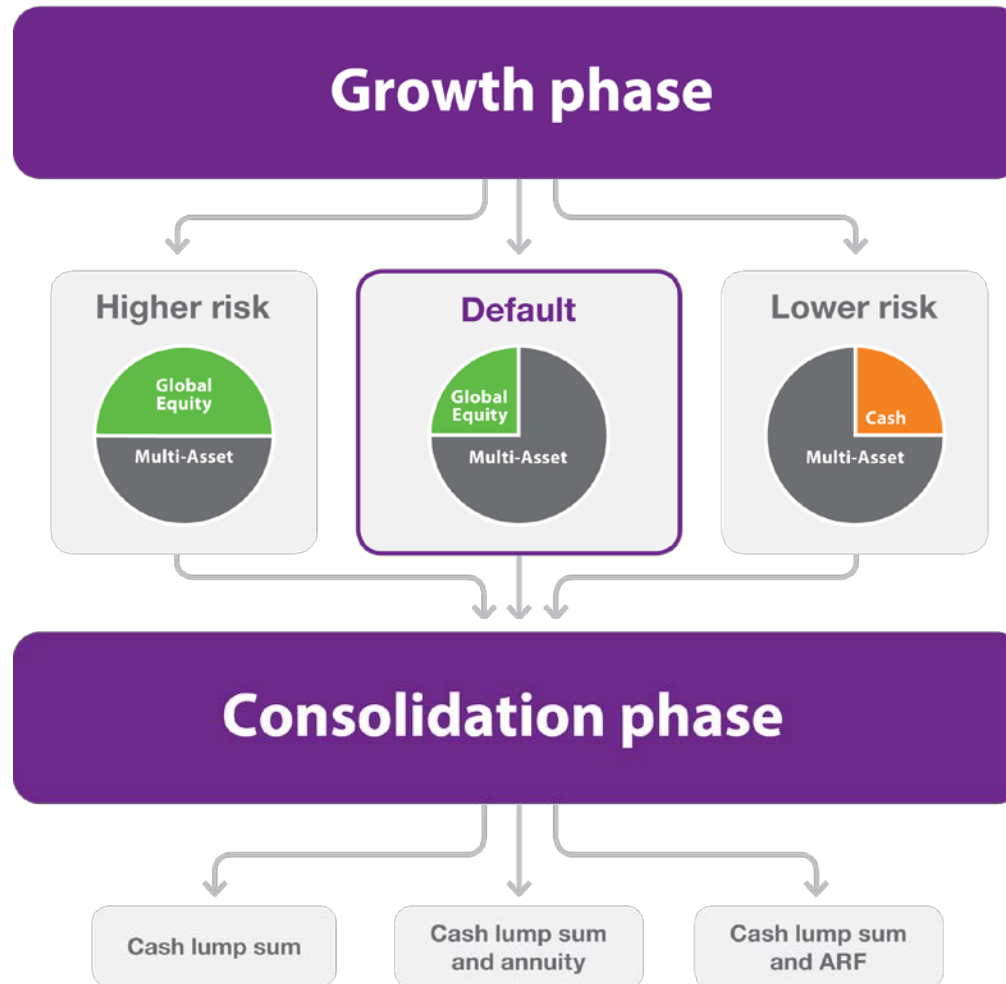 Growth phase
Higher risk
Global
Equity
Multi-Asset
Default
Global
Equity
Multi-Asset
Lower risk
Cash
Multi-Asset
Consolidation phase
Cash lump sum
Cash lump sum
and annuity
Cash lump sum
and ARF